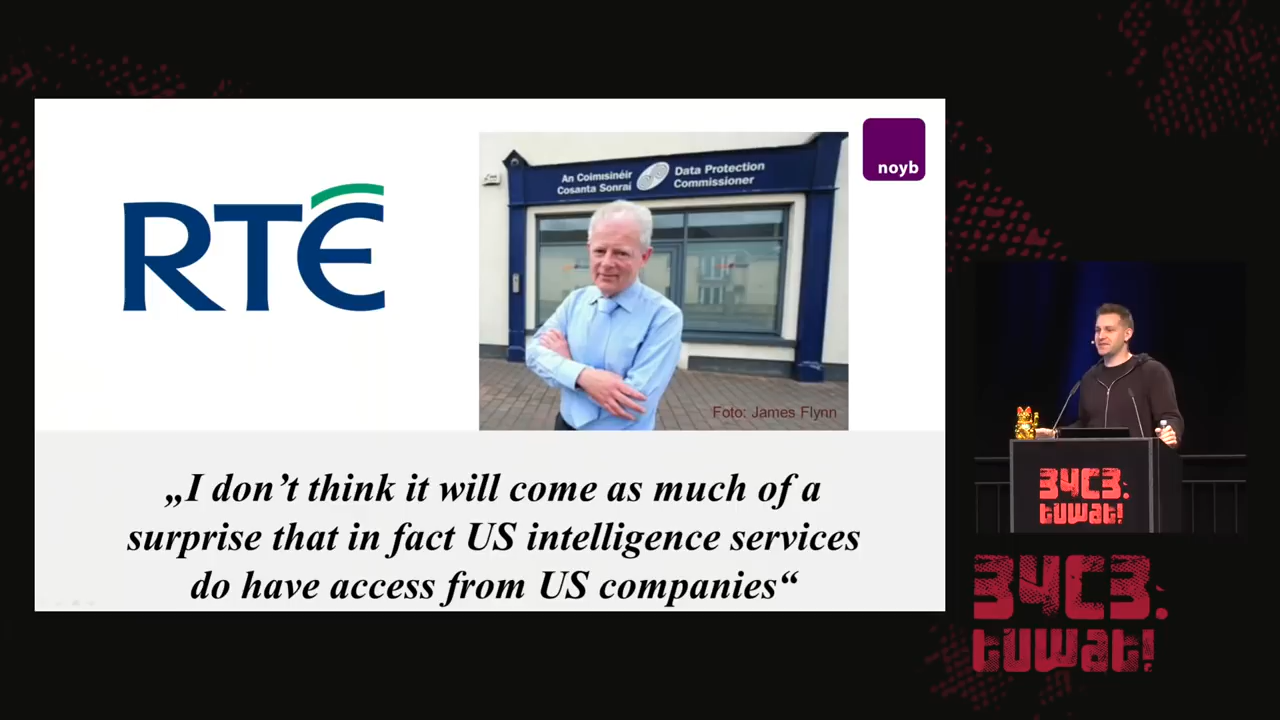 RTÉ
An Coimisinéir
Cosanta Sonraí
Data Protection
Commissioner
noyb
Foto: James Flynn
„I don’t think it will come as much of a
surprise that in fact US intelligence services
do have access from US companies“
34C3.
tuwat!
34C3.
tuwat!